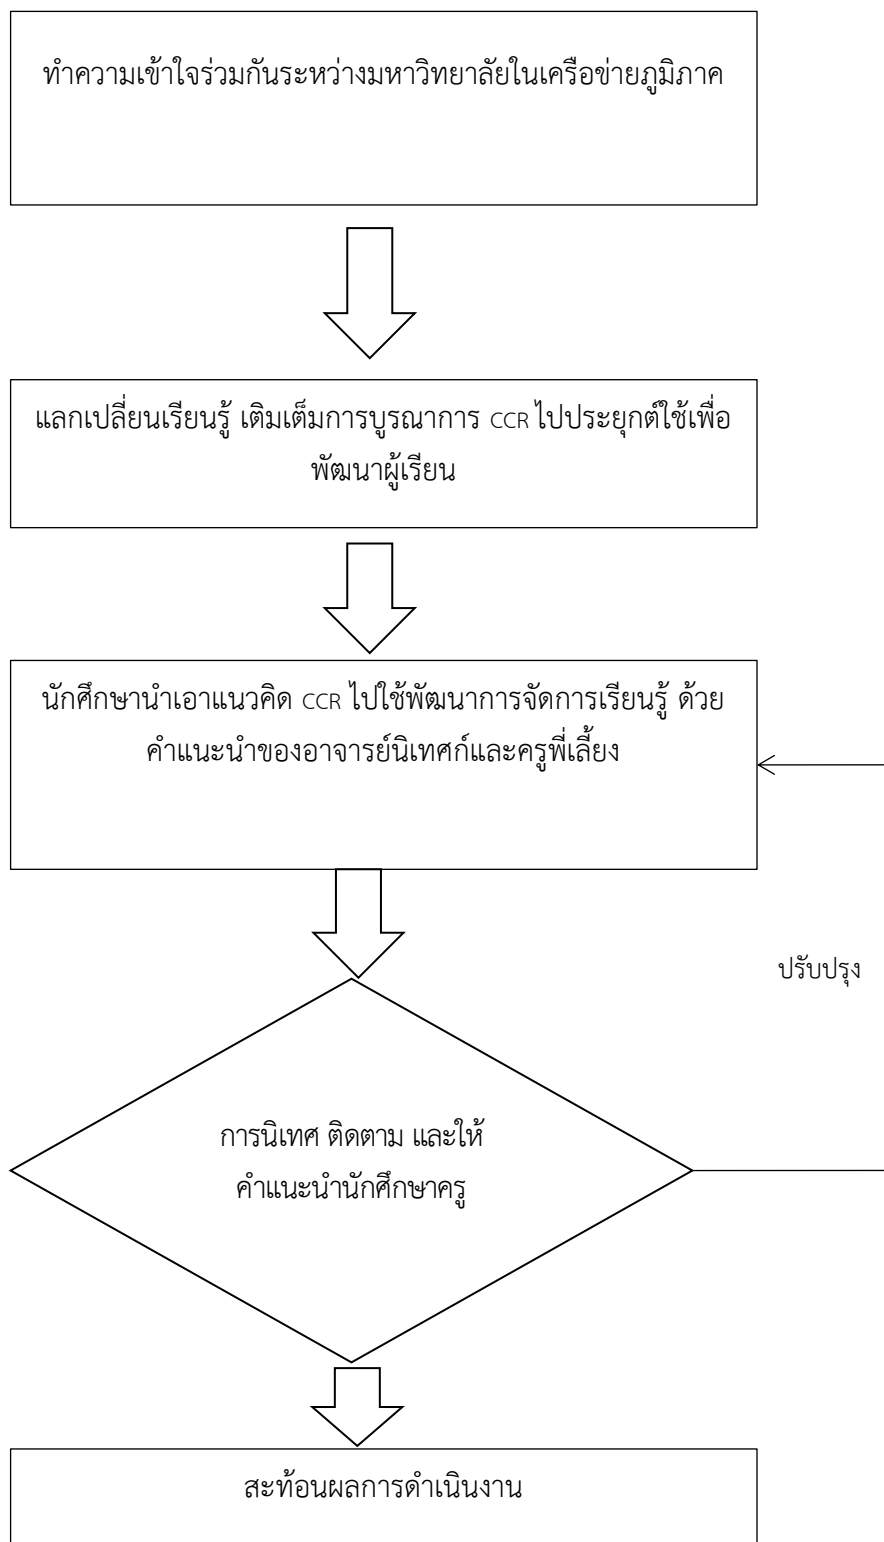 ทำความเข้าใจร่วมกันระหว่างมหาวิทยาลัยในเครือข่ายภูมิภาค
แลกเปลี่ยนเรียนรู้ เติมเต็มการบูรณาการ CCR ไปประยุกต์ใช้เพื่อ
พัฒนาผู้เรียน
นักศึกษานำเอาแนวคิด CCR ไปใช้พัฒนาการจัดการเรียนรู้ ด้วย
คำแนะนำของอาจารย์นิเทศก์และครูพี่เลี้ยง
ปรับปรุง
การนิเทศ ติดตาม และให้
คำแนะนำนักศึกษาครู
สะท้อนผลการดำเนินงาน